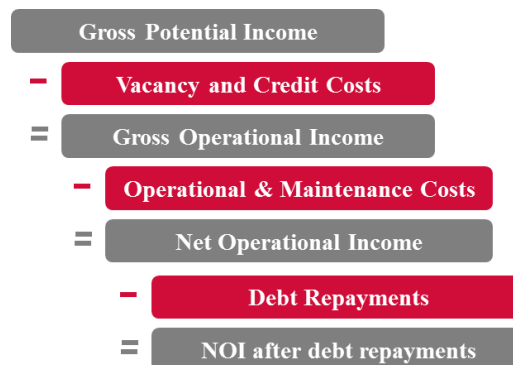 Gross Potential Income
- Vacancy and Credit Costs
= Gross Operational Income
- Operational & Maintenance Costs
= Net Operational Income
- Debt Repayments
= NOI after debt repayments